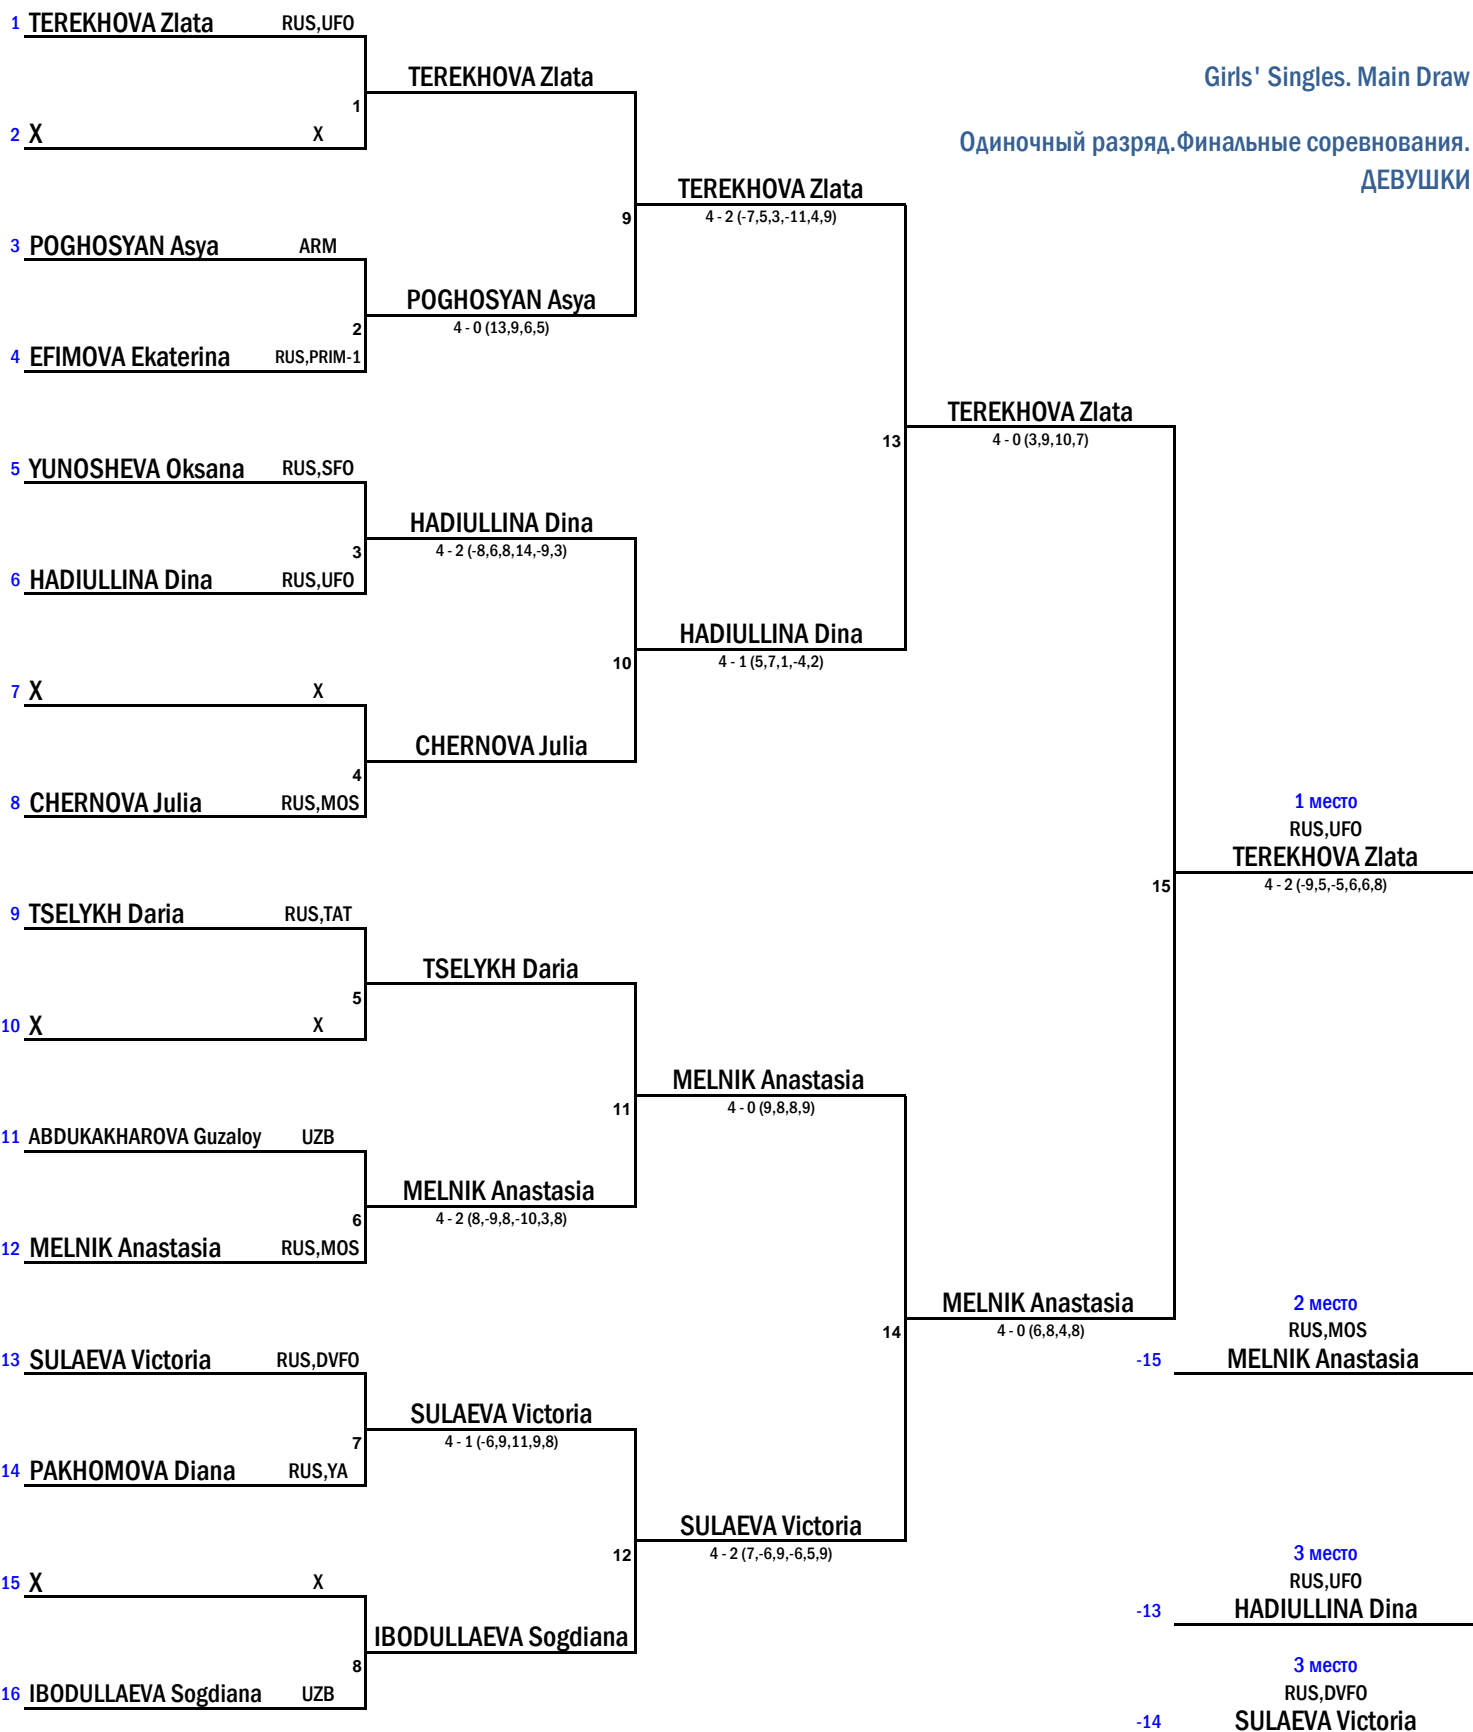 1 TEREKHOVA Zlata RUS,UFO
TEREKHOVA Zlata
Girls' Singles. Main Draw
1
2 X X
Одиночный разряд.Финальные соревнования.
ДЕВУШКИ
TEREKHOVA Zlata
9 4 - 2 (-7,5,3,-11,4,9)
3 POGHOSYAN Asya ARM
POGHOSYAN Asya
2 4 - 0 (13,9,6,5)
4 EFIMOVA Ekaterina RUS,PRIM-1
TEREKHOVA Zlata
13 4 - 0 (3,9,10,7)
5 YUNOSHEVA Oksana RUS,SFO
HADIULLINA Dina
3 4 - 2 (-8,6,8,14,-9,3)
6 HADIULLINA Dina RUS,UFO
HADIULLINA Dina
10 4 - 1 (5,7,1,-4,2)
7 X X
CHERNOVA Julia
4
8 CHERNOVA Julia RUS,MOS
1 место
RUS,UFO
TEREKHOVA Zlata
15 4 - 2 (-9,5,-5,6,6,8)
9 TSELYKH Daria RUS,TAT
TSELYKH Daria
5
10 X X
MELNIK Anastasia
11 4 - 0 (9,8,8,9)
11 ABDUKAKHAROVA Guzaloy UZB
MELNIK Anastasia
6 4 - 2 (8,-9,8,-10,3,8)
12 MELNIK Anastasia RUS,MOS
MELNIK Anastasia
14 4 - 0 (6,8,4,8)
2 место
RUS,MOS
-15 MELNIK Anastasia
13 SULAEVA Victoria RUS,DVFO
SULAEVA Victoria
7 4 - 1 (-6,9,11,9,8)
14 PAKHOMOVA Diana RUS,YA
SULAEVA Victoria
12 4 - 2 (7,-6,9,-6,5,9)
3 место
RUS,UFO
-13 HADIULLINA Dina
15 X X
IBODULLAEVA Sogdiana
8
16 IBODULLAEVA Sogdiana UZB
3 место
RUS,DVFO
-14 SULAEVA Victoria